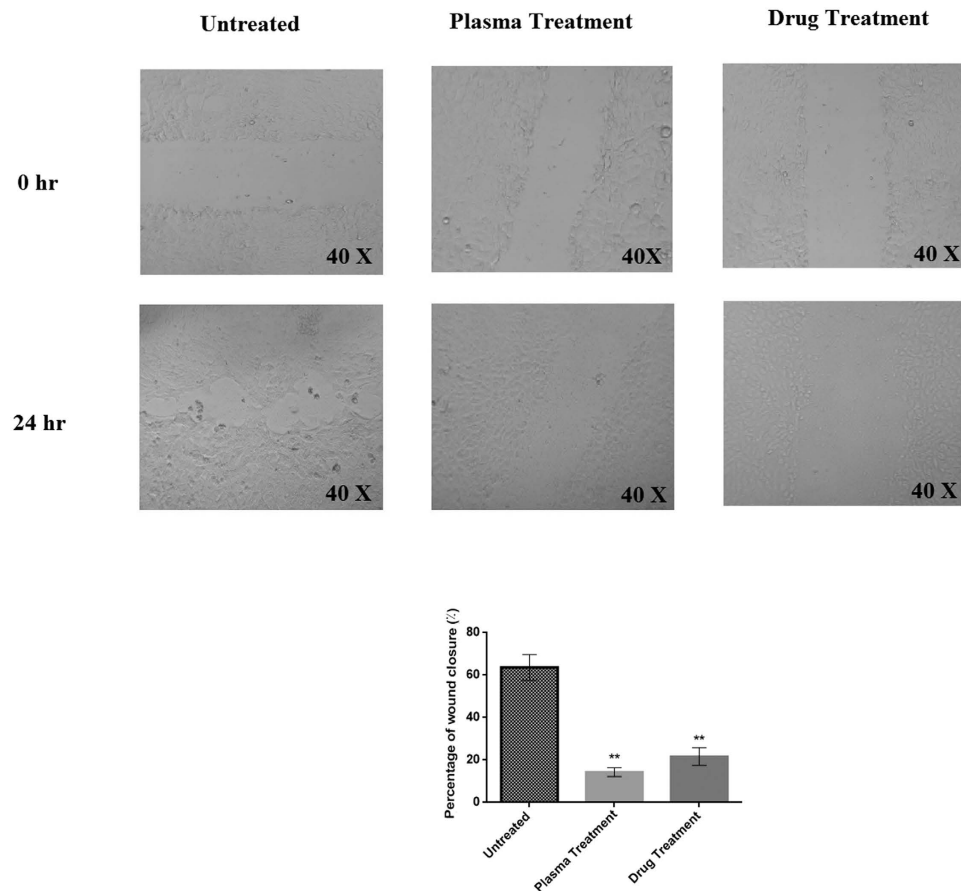 Untreated
Plasma Treatment
Drug Treatment
0 hr
40 X
40X
40 X
24 hr
40 X
40 X
40 X
Percentage of wound closure (%)
80
60
40
20
0
**
**
Untreated
Plasma Treatment
Drug Treatment